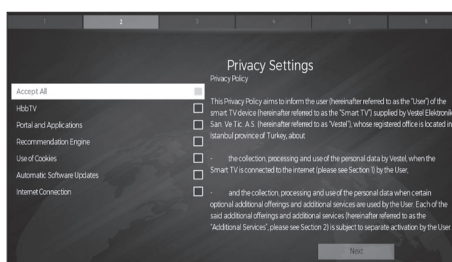 1 2 3 4 5 6
Privacy Settings
Privacy Policy
Accept All
HbbTV
Portal and Applications
Recommendation Engine
Use of Cookies
Automatic Software Updates
Internet Connection
This Privacy Policy aims to inform the user (hereinafter referred to as the "User") of the
smart TV device (hereinafter referred to as the "Smart TV") supplied by Vestel Elektronik
San. Ve Tic. A.S. (hereinafter referred to as "Vestel"), whose registered office is located in
Istanbul province of Turkey, about:
- the collection, processing and use of the personal data by Vestel, when the
Smart TV is connected to the internet (please see Section 1) by the User,
- and the collection, processing and use of the personal data when certain
optional additional offerings and additional services are used by the User. Each of the
said additional offerings and additional services (hereinafter referred to as the
"Additional Services", please see Section 2) is subject to separate activation by the User.
Next